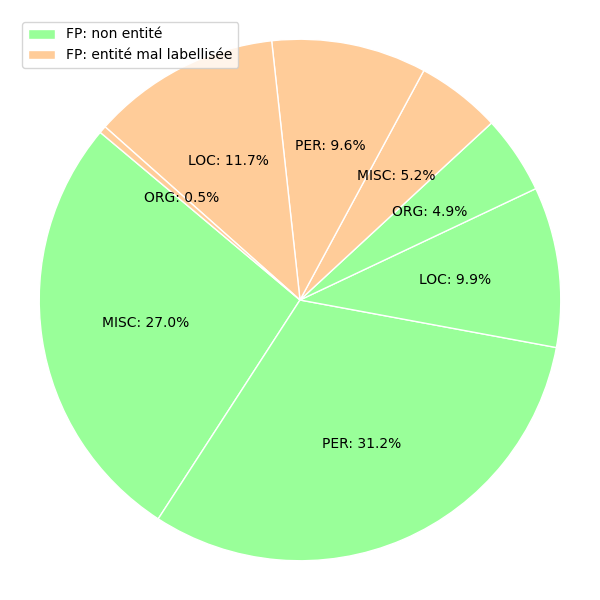 FP: non entité
FP: entité mal labellisée
PER: 9.6%
LOC: 11.7%
MISC: 5.2%
ORG: 0.5%
ORG: 4.9%
LOC: 9.9%
MISC: 27.0%
PER: 31.2%